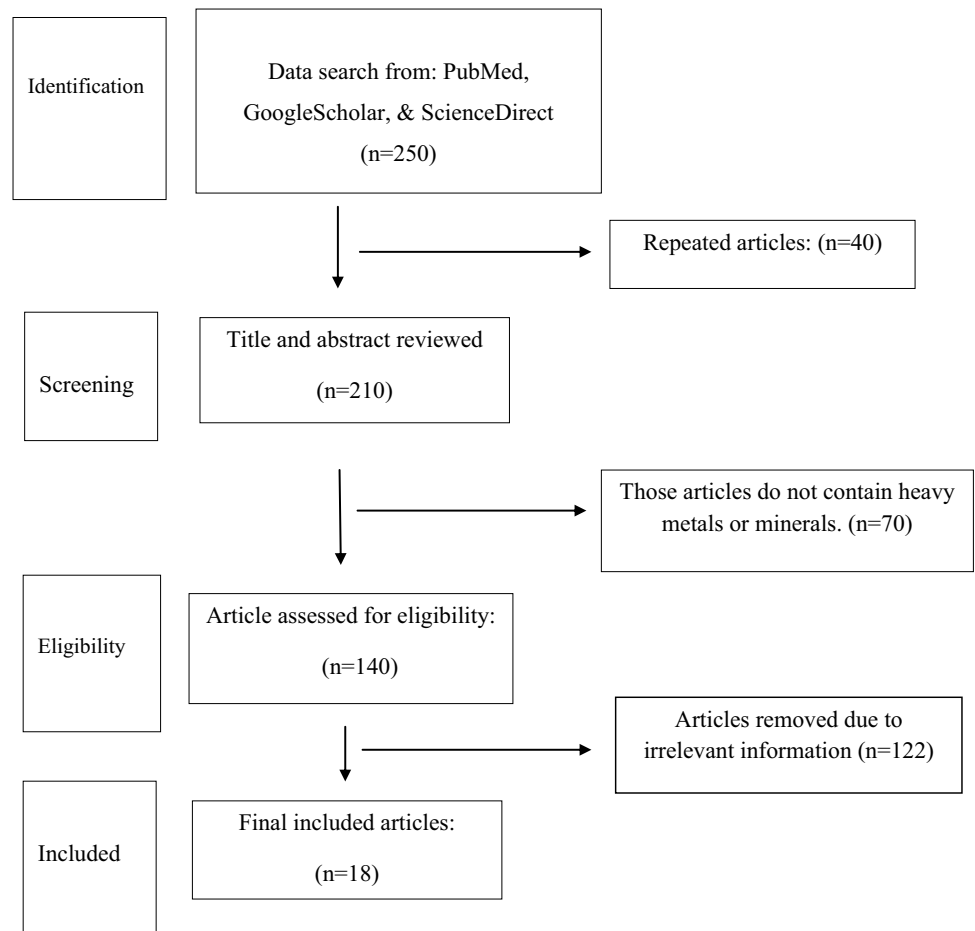 Identification
Data search from: PubMed,
GoogleScholar, & ScienceDirect
(n=250)
Repeated articles: (n=40)
Screening
Title and abstract reviewed
(n=210)
Those articles do not contain heavy
metals or minerals. (n=70)
Eligibility
Article assessed for eligibility:
(n=140)
Articles removed due to
irrelevant information (n=122)
Included
Final included articles:
(n=18)